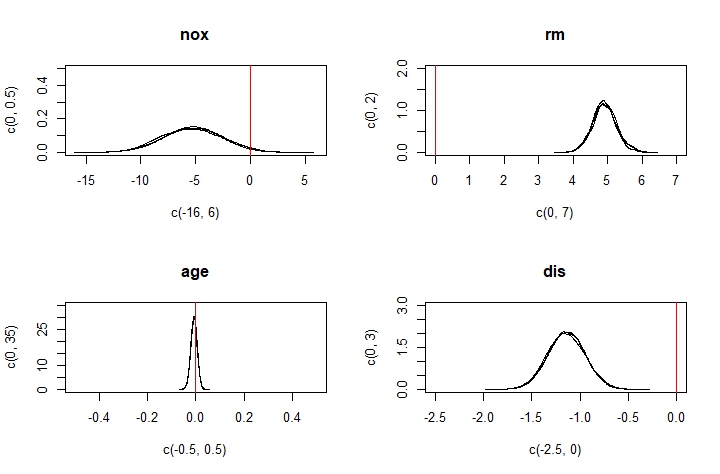 nox
c(0, 0.5)
0.0 0.2 0.4
-15 -10 -5 0 5
c(-16, 6)
rm
c(0, 2)
0.0 1.0 2.0
0 1 2 3 4 5 6 7
c(0, 7)
age
c(0, 35)
0 10 25
-0.4 -0.2 0.0 0.2 0.4
c(-0.5, 0.5)
dis
c(0, 3)
0.0 1.5 3.0
-2.5 -2.0 -1.5 -1.0 -0.5 0.0
c(-2.5, 0)